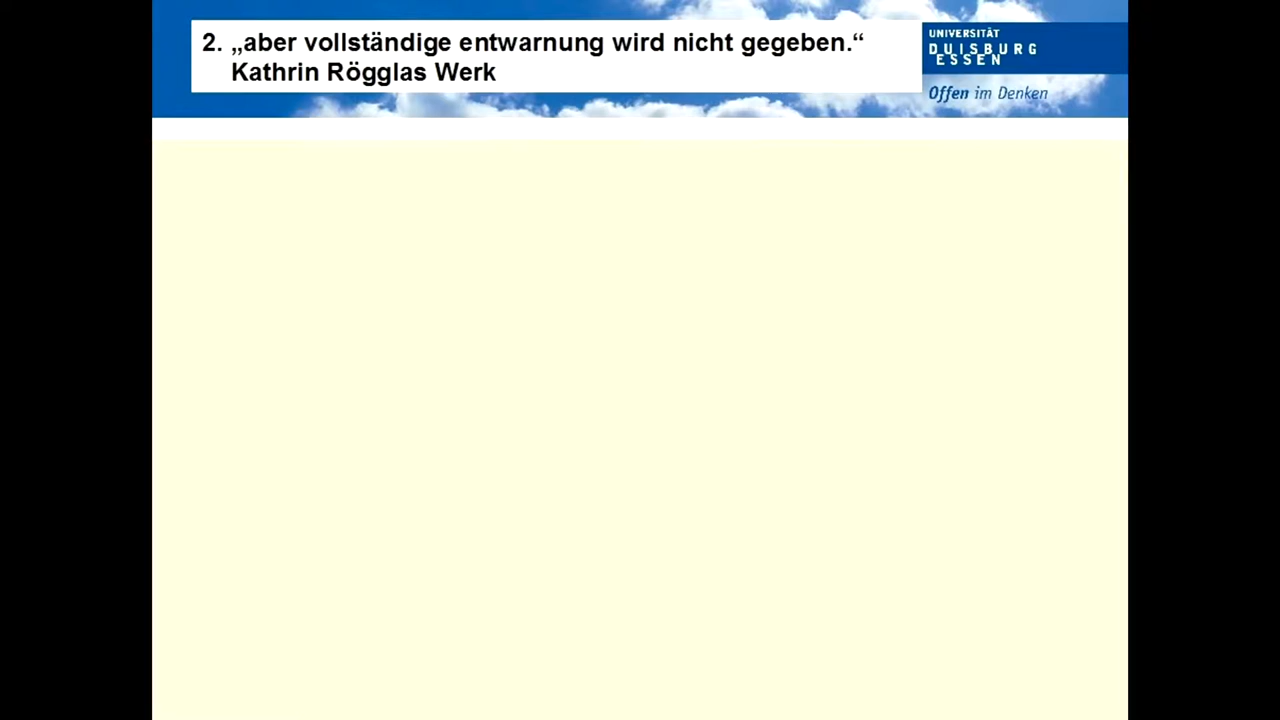 2. „aber vollständige entwarnung wird nicht gegeben.“
Kathrin Rögglas Werk
UNIVERSITÄT
DUISBURG
ESSEN
Offen im Denken